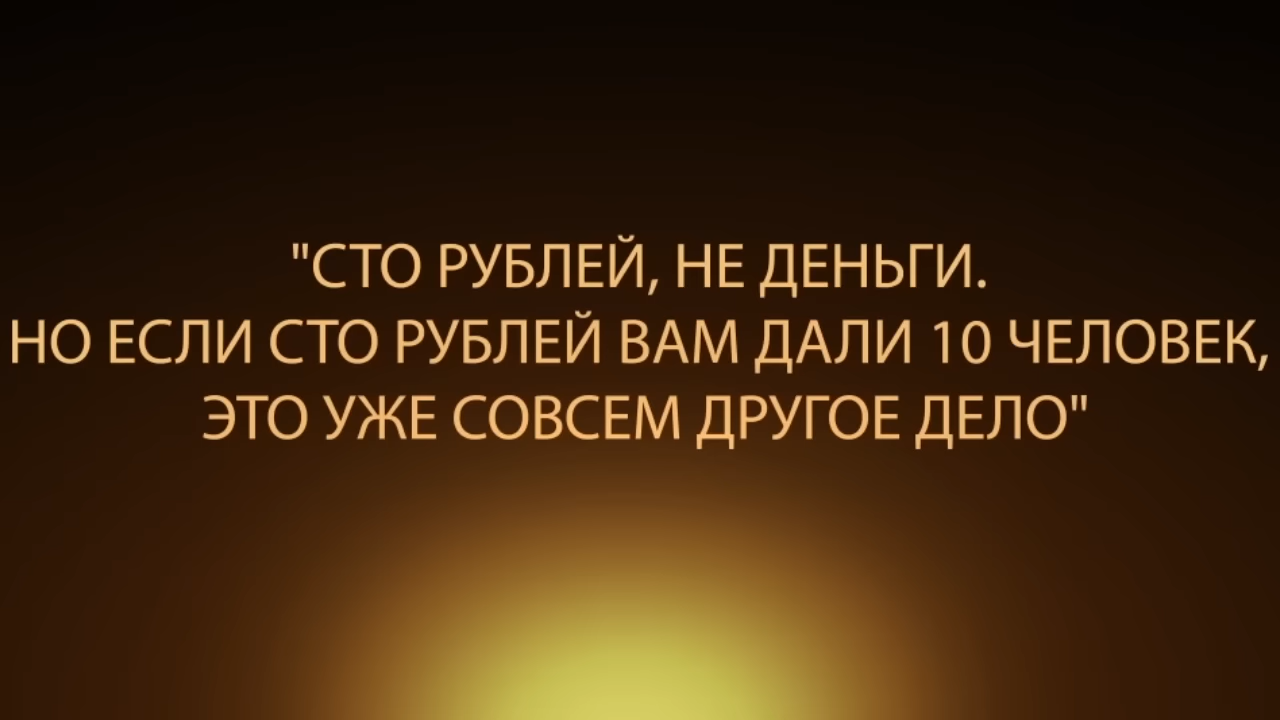 "СТО РУБЛЕЙ, НЕ ДЕНЬГИ.
НО ЕСЛИ СТО РУБЛЕЙ ВАМ ДАЛИ 10 ЧЕЛОВЕК,
ЭТО УЖЕ СОВСЕМ ДРУГОЕ ДЕЛО"